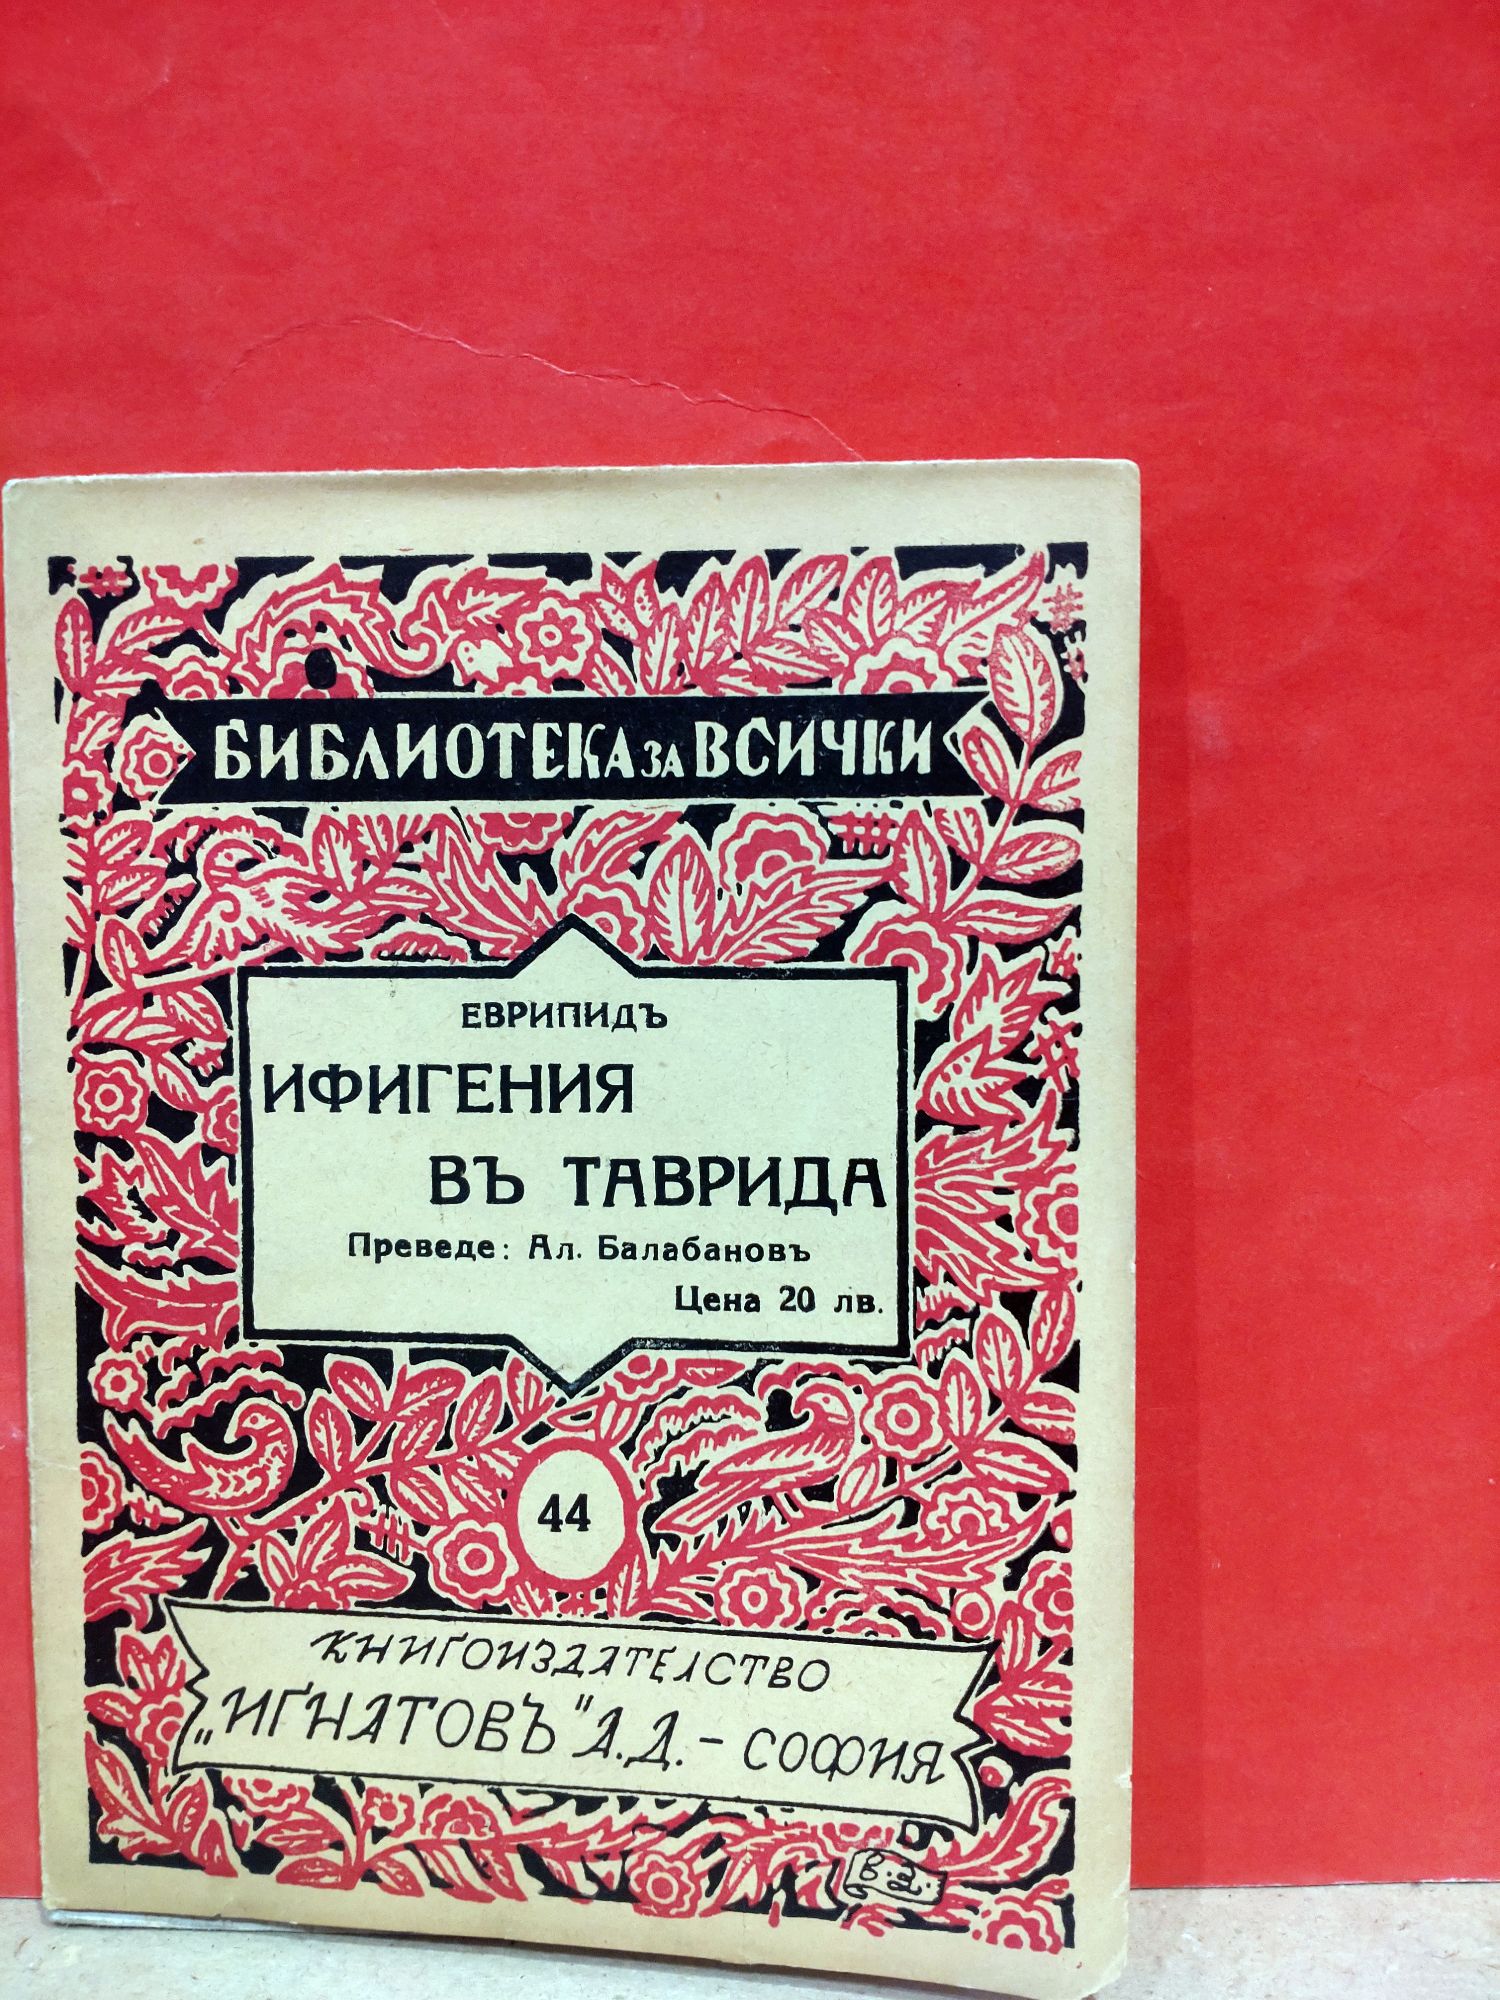 БИБЛИОТЕКА ЗА ВСИЧКИ
ЕВРИПИДЪ
ИФИГЕНИЯ
ВЪ ТАВРИДА
Преведе: Ал. Балабановъ
Цена 20 лв.
44
КНИГОИЗДАТЕЛСТВО
„ИГНАТОВЪ" А.Д. – СОФИЯ
В.З.